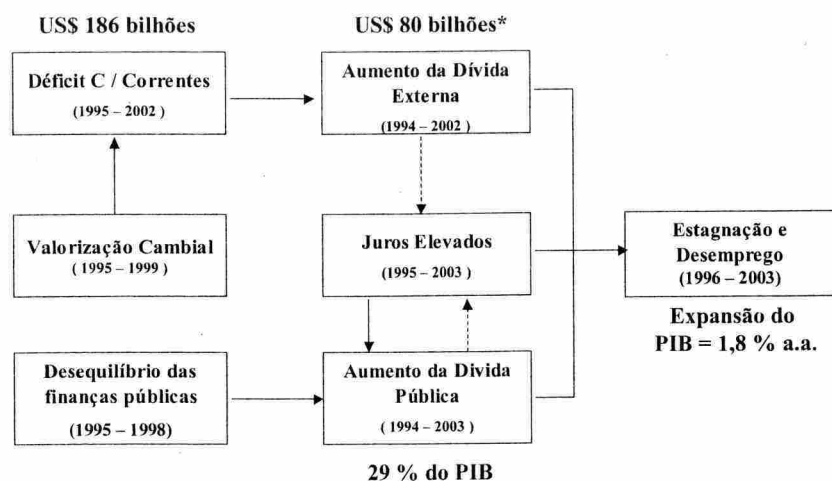 US$ 186 bilhões
US$ 80 bilhões*
Déficit C / Correntes
(1995 – 2002 )
Aumento da Dívida
Externa
(1994 – 2002 )
Valorização Cambial
( 1995 – 1999 )
Juros Elevados
(1995 – 2003 )
Estagnação e
Desemprego
(1996 – 2003)
Expansão do
PIB = 1,8 % a.a.
Desequilíbrio das
finanças públicas
(1995 – 1998)
Aumento da Divida
Pública
(1994 – 2003 )
29 % do PIB